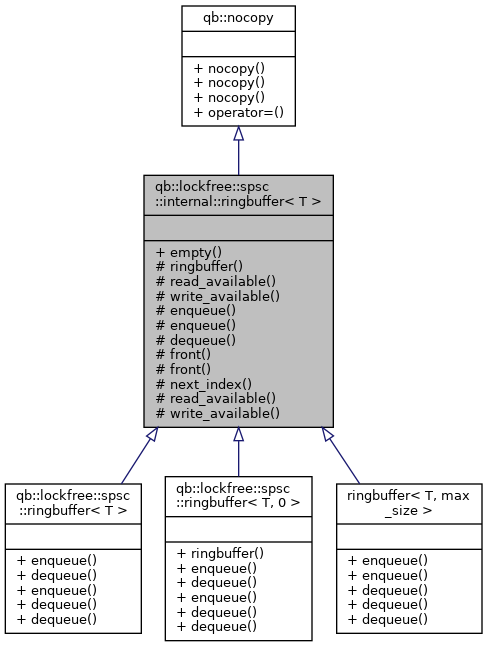 qb::nocopy
+ nocopy()
+ nocopy()
+ nocopy()
+ operator=()
qb::lockfree::spsc
::internal::ringbuffer< T >
+ empty()
# ringbuffer()
# read_available()
# write_available()
# enqueue()
# enqueue()
# dequeue()
# front()
# front()
# next_index()
# read_available()
# write_available()
qb::lockfree::spsc
::ringbuffer< T >
+ enqueue()
+ dequeue()
+ enqueue()
+ dequeue()
+ dequeue()
qb::lockfree::spsc
::ringbuffer< T, 0 >
+ ringbuffer()
+ enqueue()
+ dequeue()
+ enqueue()
+ dequeue()
+ dequeue()
ringbuffer< T, max
_size >
+ enqueue()
+ enqueue()
+ dequeue()
+ dequeue()
+ dequeue()